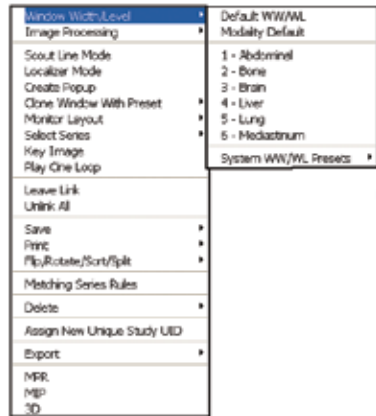 Window Width/Level
Image Processing
Scout Line Mode
Localizer Mode
Create Popup
Clone Window With Preset
Monitor Layout
Select Series
Key Image
Play Cine Loop
Leave Link
Unlink All
Save
Print
Flip/Rotate/Sort/Split
Matching Series Rules
Delete
Assign New Unique Study UID
Export
MPR
MIP
3D
Default WW/WL
Modality Default
1 - Abdominal
2 - Bone
3 - Brain
4 - Liver
5 - Lung
6 - Mediastinum
System WW/WL Presets